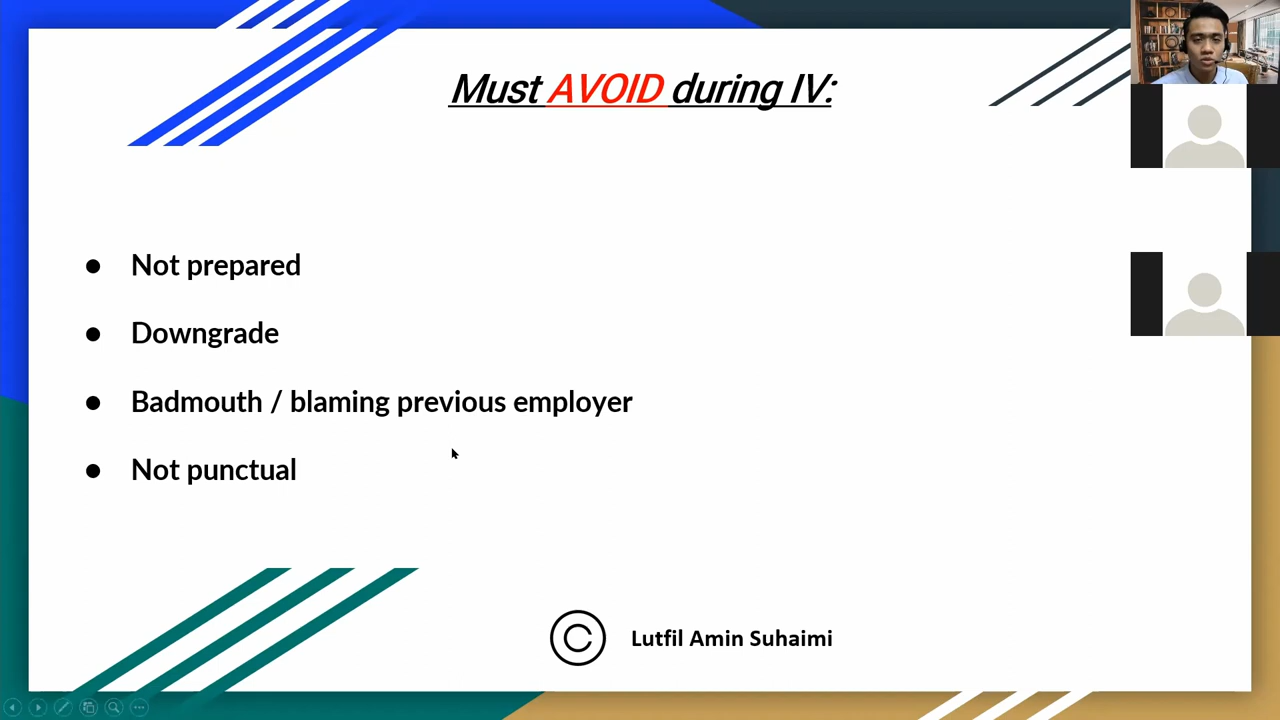 Must AVOID during IV:
● Not prepared
● Downgrade
● Badmouth / blaming previous employer
● Not punctual
© Lutfil Amin Suhaimi